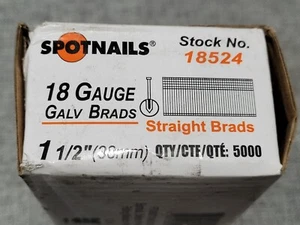 SPOTNAILS®
Stock No.
18524
18 GAUGE
GALV BRADS
Straight Brads
1 1/2"(38mm) QTY/CTF/QTÉ: 5000